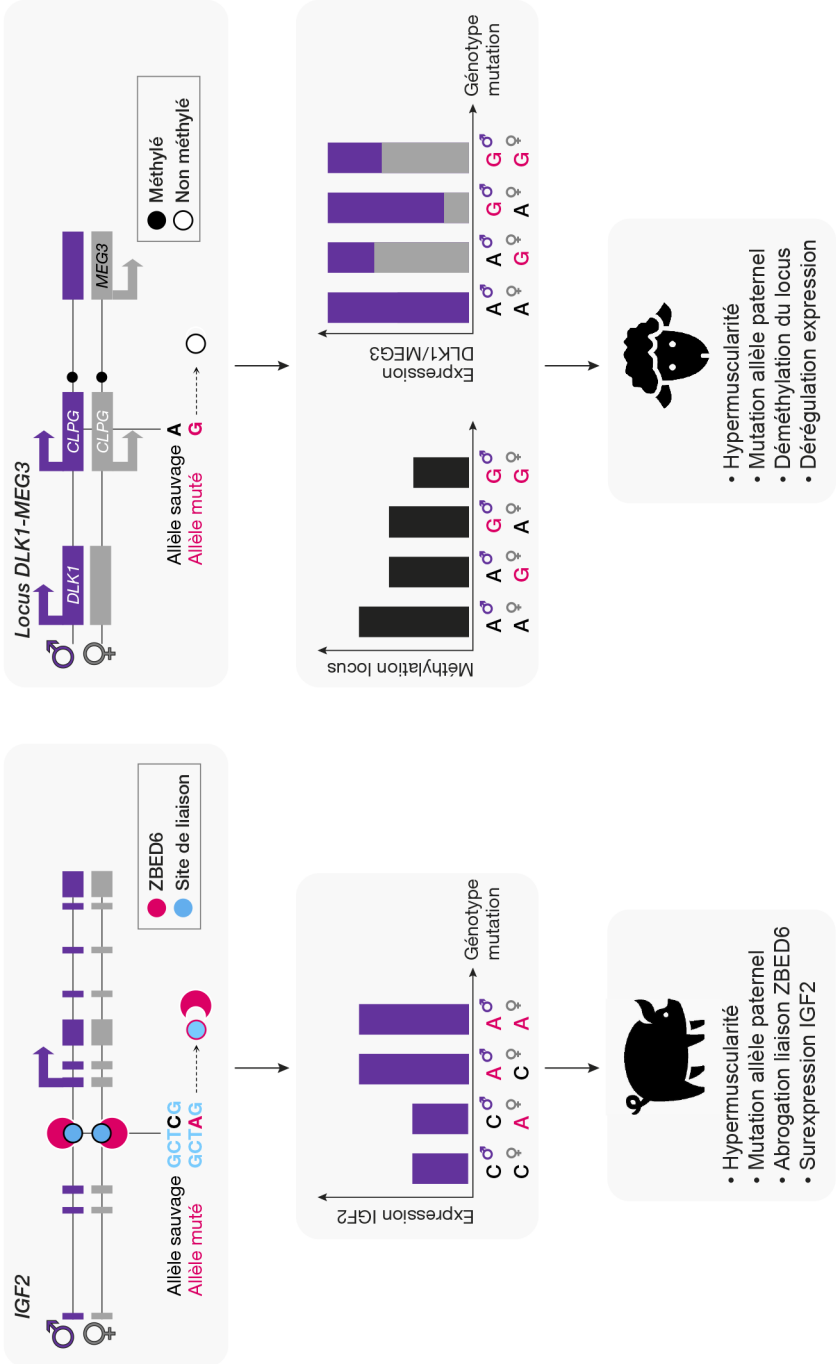 IGF2
♂
♀
Allèle sauvage GCTCG
Allèle muté GCTAG
ZBED6
Site de liaison
Expression IGF2
Génotype
mutation
C♂ C♂ A♂ A♂
C♀ A♀ C♀ A♀
• Hypermuscularité
• Mutation allèle paternel
• Abrogation liaison ZBED6
• Surexpression IGF2
Locus DLK1-MEG3
♂
♀
DLK1
CLPG
CLPG
MEG3
Allèle sauvage A
Allèle muté G
Méthylé
Non méthylé
Méthylation locus
A♂ A♂ G♂ G♂
A♀ G♀ A♀ G♀
Expression
DLK1/MEG3
Génotype
mutation
A♂ A♂ G♂ G♂
A♀ G♀ A♀ G♀
• Hypermuscularité
• Mutation allèle paternel
• Déméthylation du locus
• Dérégulation expression